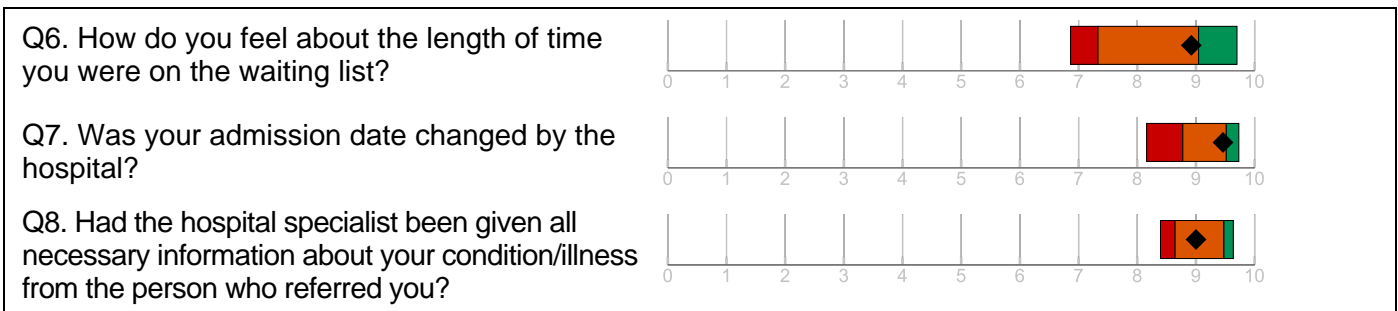 Q6. How do you feel about the length of time
you were on the waiting list?
0 1 2 3 4 5 6 7 8 9 10
Q7. Was your admission date changed by the
hospital?
0 1 2 3 4 5 6 7 8 9 10
Q8. Had the hospital specialist been given all
necessary information about your condition/illness
from the person who referred you?
0 1 2 3 4 5 6 7 8 9 10